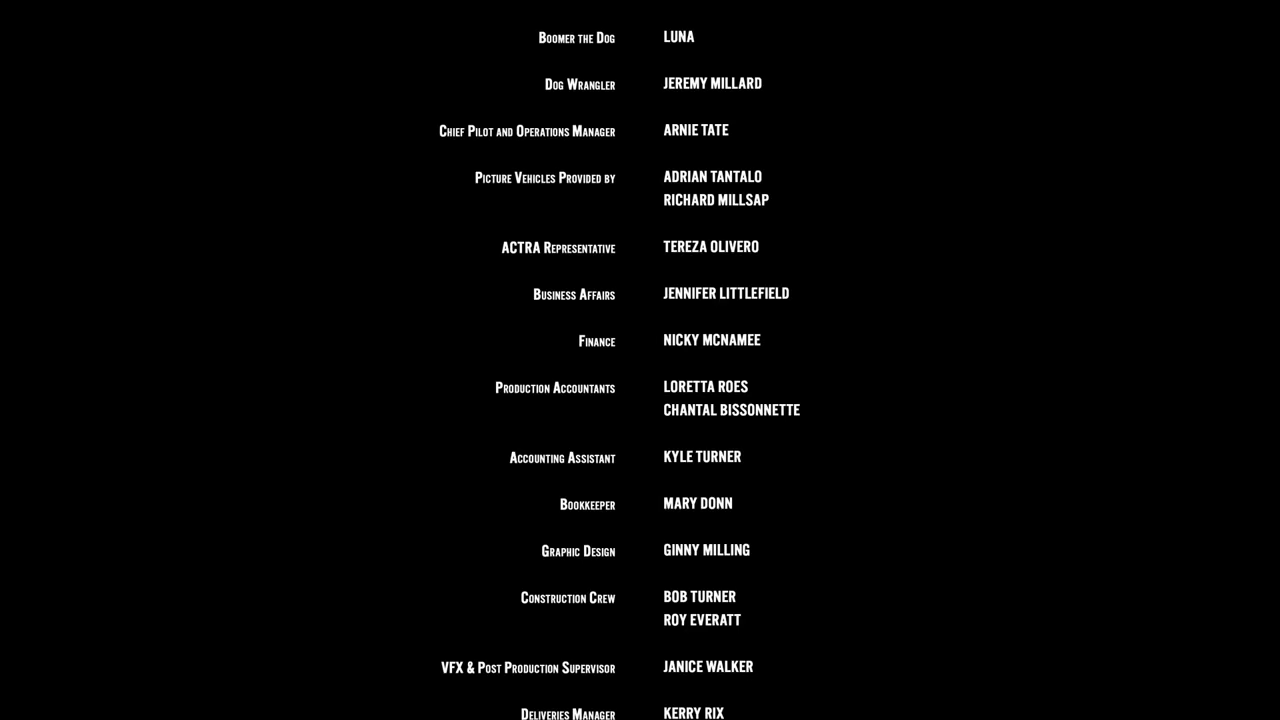 Boomer the Dog LUNA
Dog Wrangler JEREMY MILLARD
Chief Pilot and Operations Manager ARNIE TATE
Picture Vehicles Provided by ADRIAN TANTALO
RICHARD MILLSAP
ACTRA Representative TEREZA OLIVERO
Business Affairs JENNIFER LITTLEFIELD
Finance NICKY MCNAMEE
Production Accountants LORETTA ROES
CHANTAL BISSONNETTE
Accounting Assistant KYLE TURNER
Bookkeeper MARY DONN
Graphic Design GINNY MILLING
Construction Crew BOB TURNER
ROY EVERATT
VFX & Post Production Supervisor JANICE WALKER
Deliveries Manager KERRY RIX